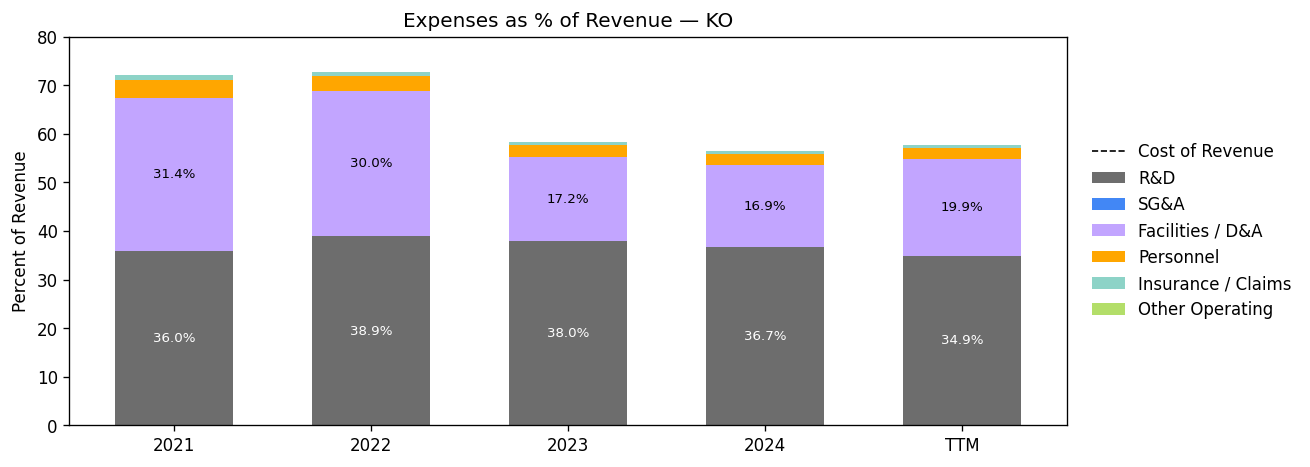 Expenses as % of Revenue — KO
Percent of Revenue
80
70
60
50
40
30
20
10
0
31.4%
30.0%
17.2%
16.9%
19.9%
36.0%
38.9%
38.0%
36.7%
34.9%
2021
2022
2023
2024
TTM
Cost of Revenue
R&D
SG&A
Facilities / D&A
Personnel
Insurance / Claims
Other Operating